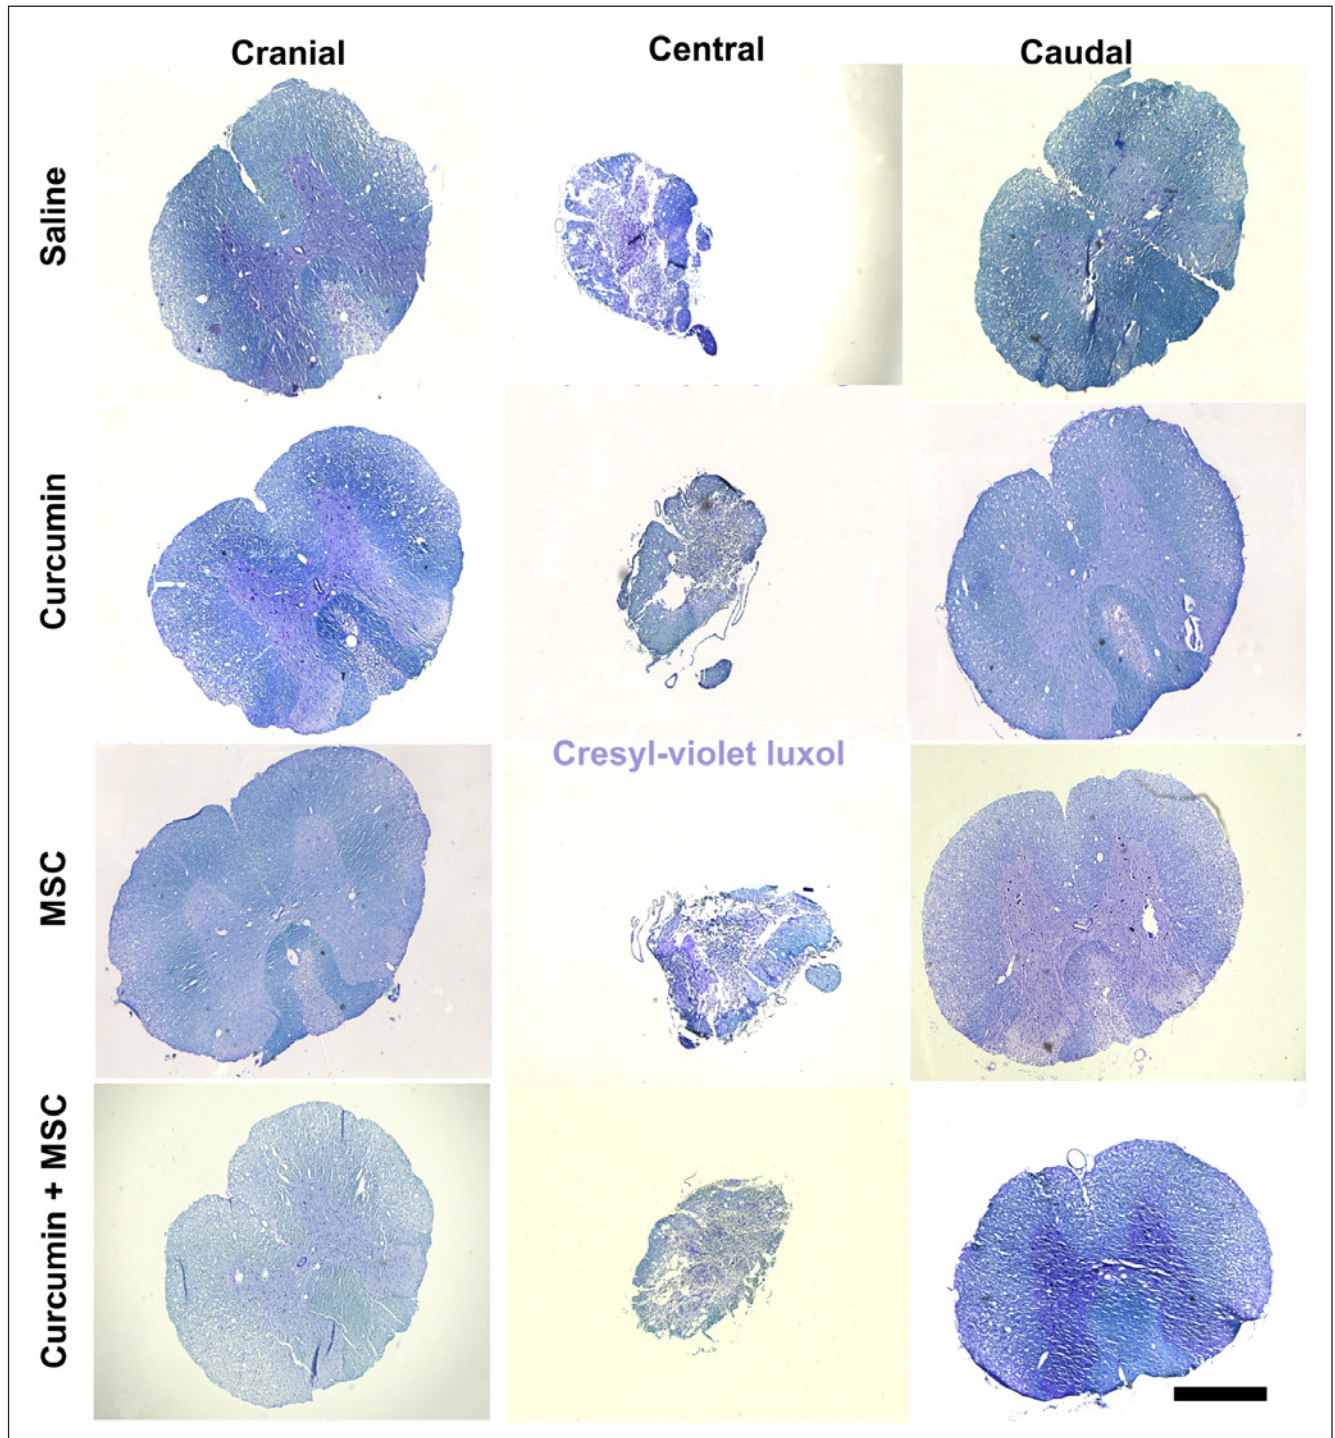 Cranial
Central
Caudal
Saline
Curcumin
Cresyl-violet luxol
MSC
Curcumin + MSC